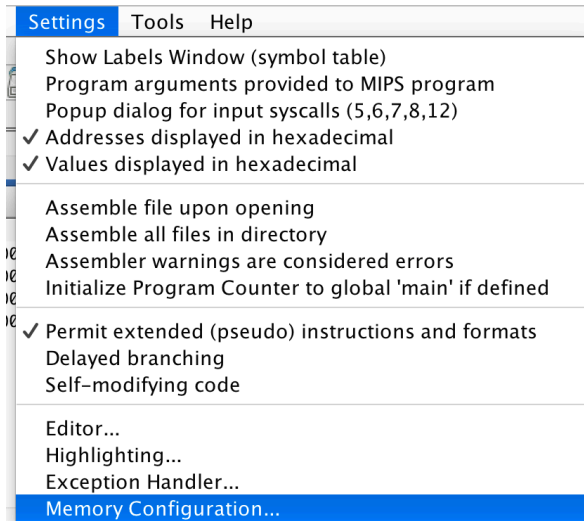 Settings Tools Help
Show Labels Window (symbol table)
Program arguments provided to MIPS program
Popup dialog for input syscalls (5,6,7,8,12)
✓ Addresses displayed in hexadecimal
✓ Values displayed in hexadecimal
Assemble file upon opening
Assemble all files in directory
Assembler warnings are considered errors
Initialize Program Counter to global 'main' if defined
✓ Permit extended (pseudo) instructions and formats
Delayed branching
Self-modifying code
Editor...
Highlighting...
Exception Handler...
Memory Configuration...